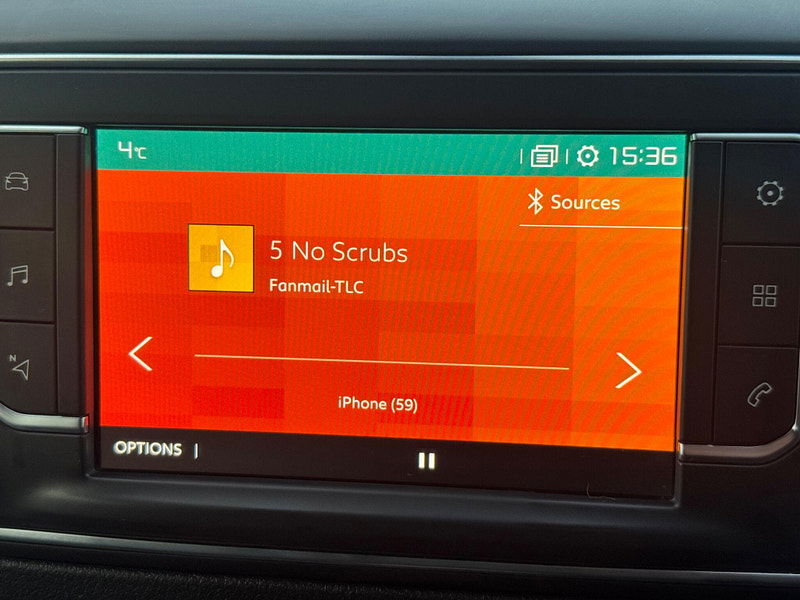 4°C
15:36
Sources
5 No Scrubs
Fanmail-TLC
N
iPhone (59)
OPTIONS